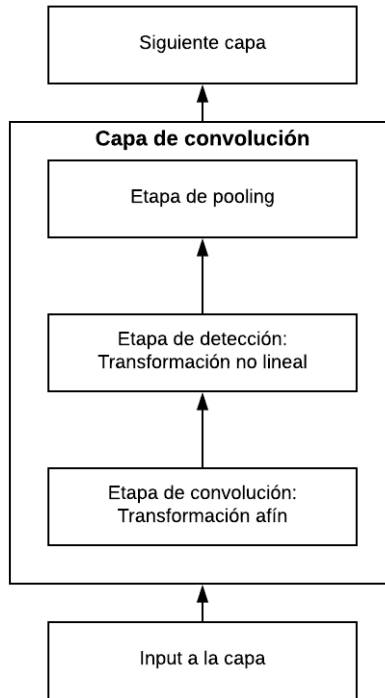 Siguiente capa
Capa de convolución
Etapa de pooling
Etapa de detección:
Transformación no lineal
Etapa de convolución:
Transformación afín
Input a la capa